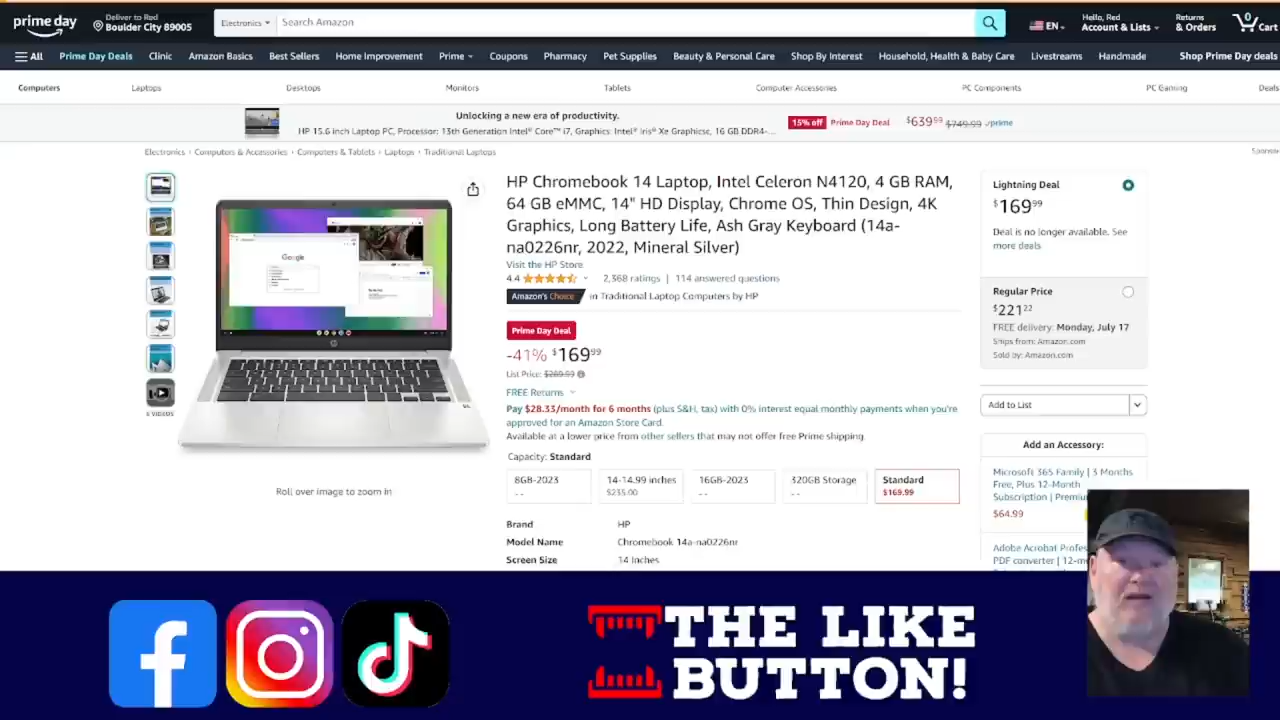 prime day
Deliver to Red
Boulder City 89005
Electronics
Search Amazon
EN
Hello, Red
Account & Lists
Returns
& Orders
0
Cart
All
Prime Day Deals
Clinic
Amazon Basics
Best Sellers
Home Improvement
Prime
Coupons
Pharmacy
Pet Supplies
Beauty & Personal Care
Shop By Interest
Household, Health & Baby Care
Livestreams
Handmade
Shop Prime Day deals
Computers
Laptops
Desktops
Monitors
Tablets
Computer Accessories
PC Components
PC Gaming
Deals
Unlocking a new era of productivity.
HP 15.6 inch Laptop PC, Processor: 13th Generation Intel® Core™ i7, Graphics: Intel® Iris® Xe Graphicse, 16 GB DDR4-...
15% off
Prime Day Deal
$639.99
$749.99
prime
Electronics › Computers & Accessories › Computers & Tablets › Laptops › Traditional Laptops
Sponso
HP Chromebook 14 Laptop, Intel Celeron N4120, 4 GB RAM,
64 GB eMMC, 14" HD Display, Chrome OS, Thin Design, 4K
Graphics, Long Battery Life, Ash Gray Keyboard (14a-
na0226nr, 2022, Mineral Silver)
Visit the HP Store
4.4
2,368 ratings | 114 answered questions
Amazon's Choice
in Traditional Laptop Computers by HP
Prime Day Deal
-41% $169.99
List Price: $289.99
FREE Returns
Pay $28.33/month for 6 months (plus S&H, tax) with 0% interest equal monthly payments when you're
approved for an Amazon Store Card.
Available at a lower price from other sellers that may not offer free Prime shipping.
Capacity: Standard
8GB-2023
- -
14-14.99 inches
$235.00
16GB-2023
- -
320GB Storage
- -
Standard
$169.99
Brand
HP
Model Name
Chromebook 14a-na0226nr
Screen Size
14 Inches
Google
6 VIDEOS
Roll over image to zoom in
Lightning Deal
$169.99
Deal is no longer available. See
more deals
Regular Price
$221.22
FREE delivery: Monday, July 17
Ships from: Amazon.com
Sold by: Amazon.com
Add to List
Add an Accessory:
Microsoft 365 Family | 3 Months
Free, Plus 12-Month
Subscription | Premiu
$64.99
Adobe Acrobat Profes
PDF converter | 12-m
THE LIKE
BUTTON!